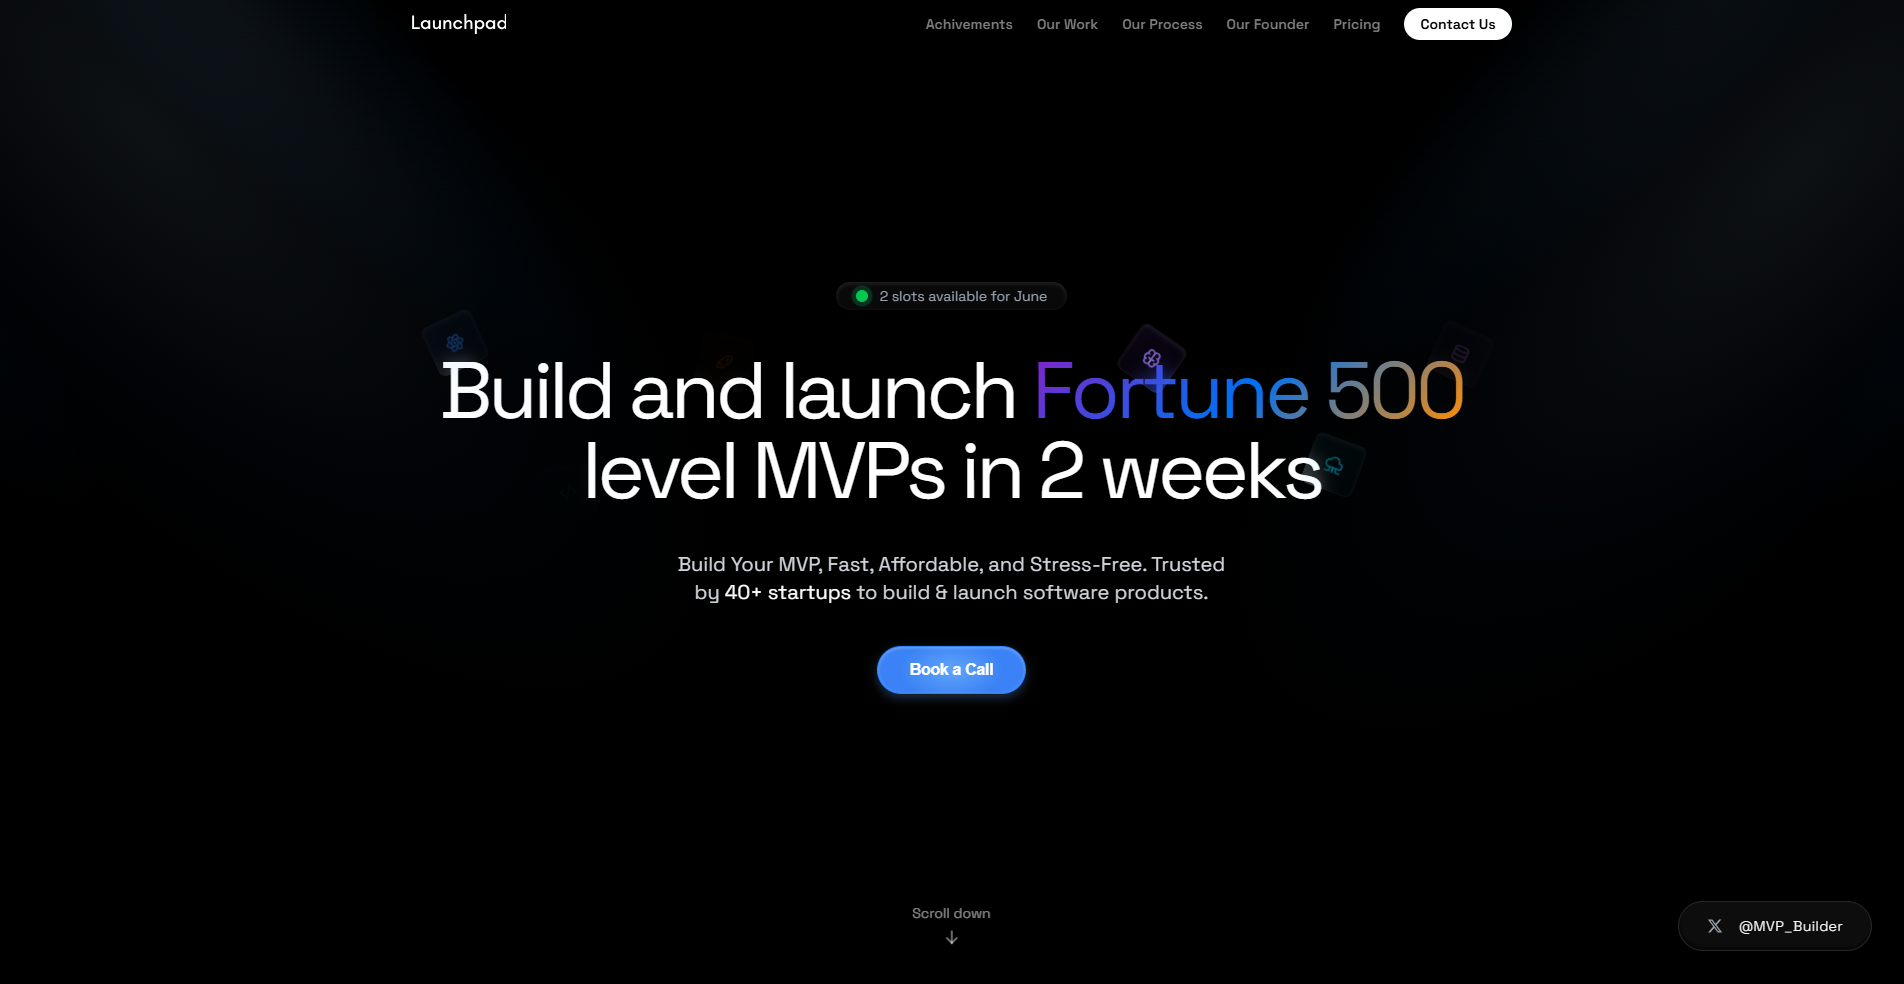 Launchpad
Achivements
Our Work
Our Process
Our Founder
Pricing
Contact Us
2 slots available for June
Build and launch Fortune 500
level MVPs in 2 weeks
Build Your MVP, Fast, Affordable, and Stress-Free. Trusted
by 40+ startups to build & launch software products.
Book a Call
Scroll down
@MVP_Builder